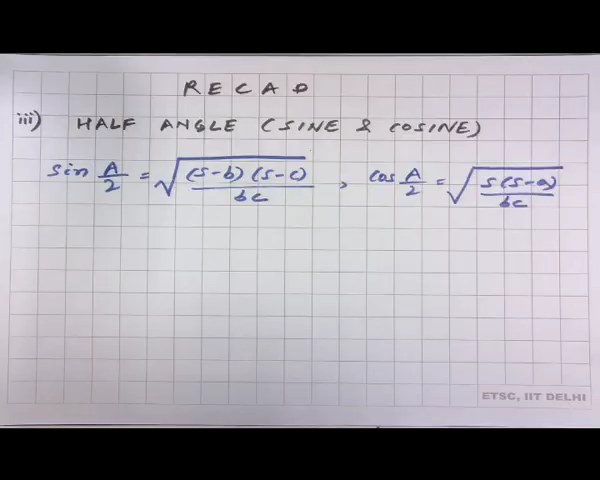 RECAP
iii) HALF ANGLE (SINE & COSINE)
sin A/2 = √((s-b)(s-c)/bc) , cos A/2 = √(s(s-a)/bc)
ETSC, IIT DELHI